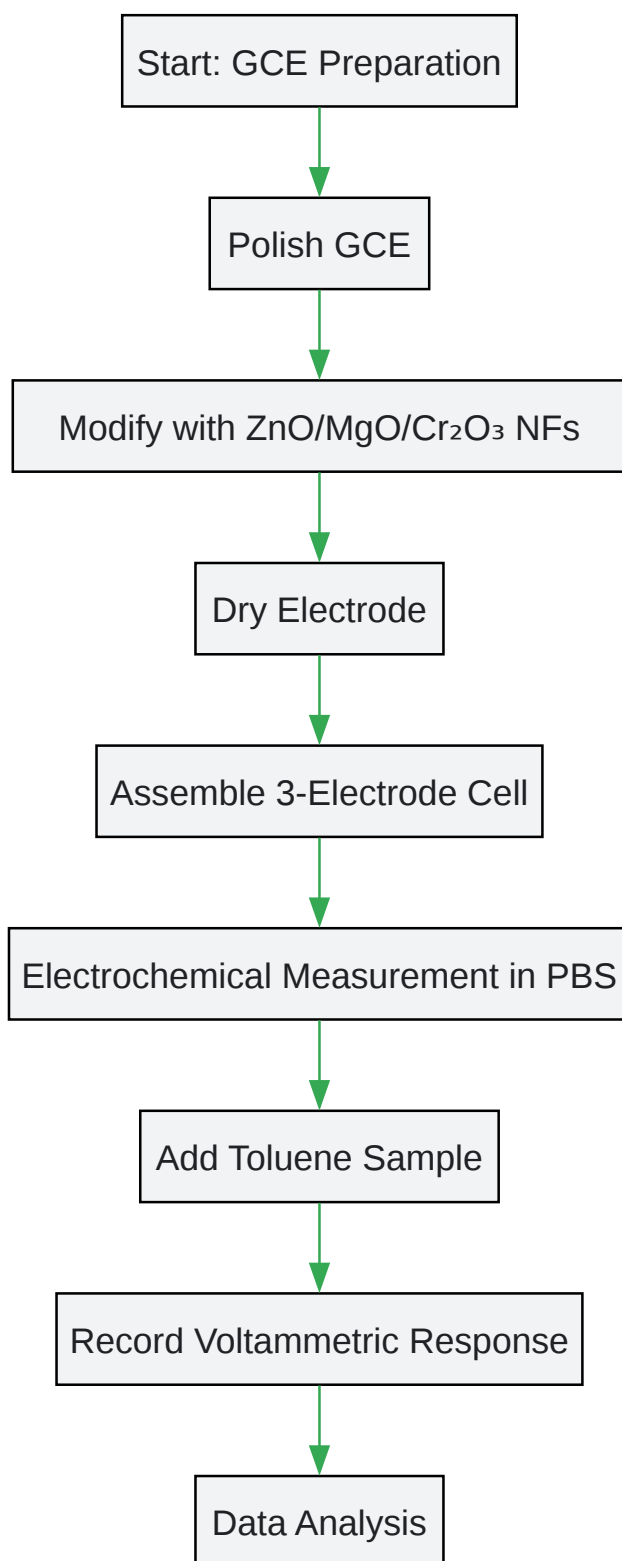 Start: GCE Preparation
Polish GCE
Modify with ZnO/MgO/Cr₂O₃ NFs
Dry Electrode
Assemble 3-Electrode Cell
Electrochemical Measurement in PBS
Add Toluene Sample
Record Voltammetric Response
Data Analysis